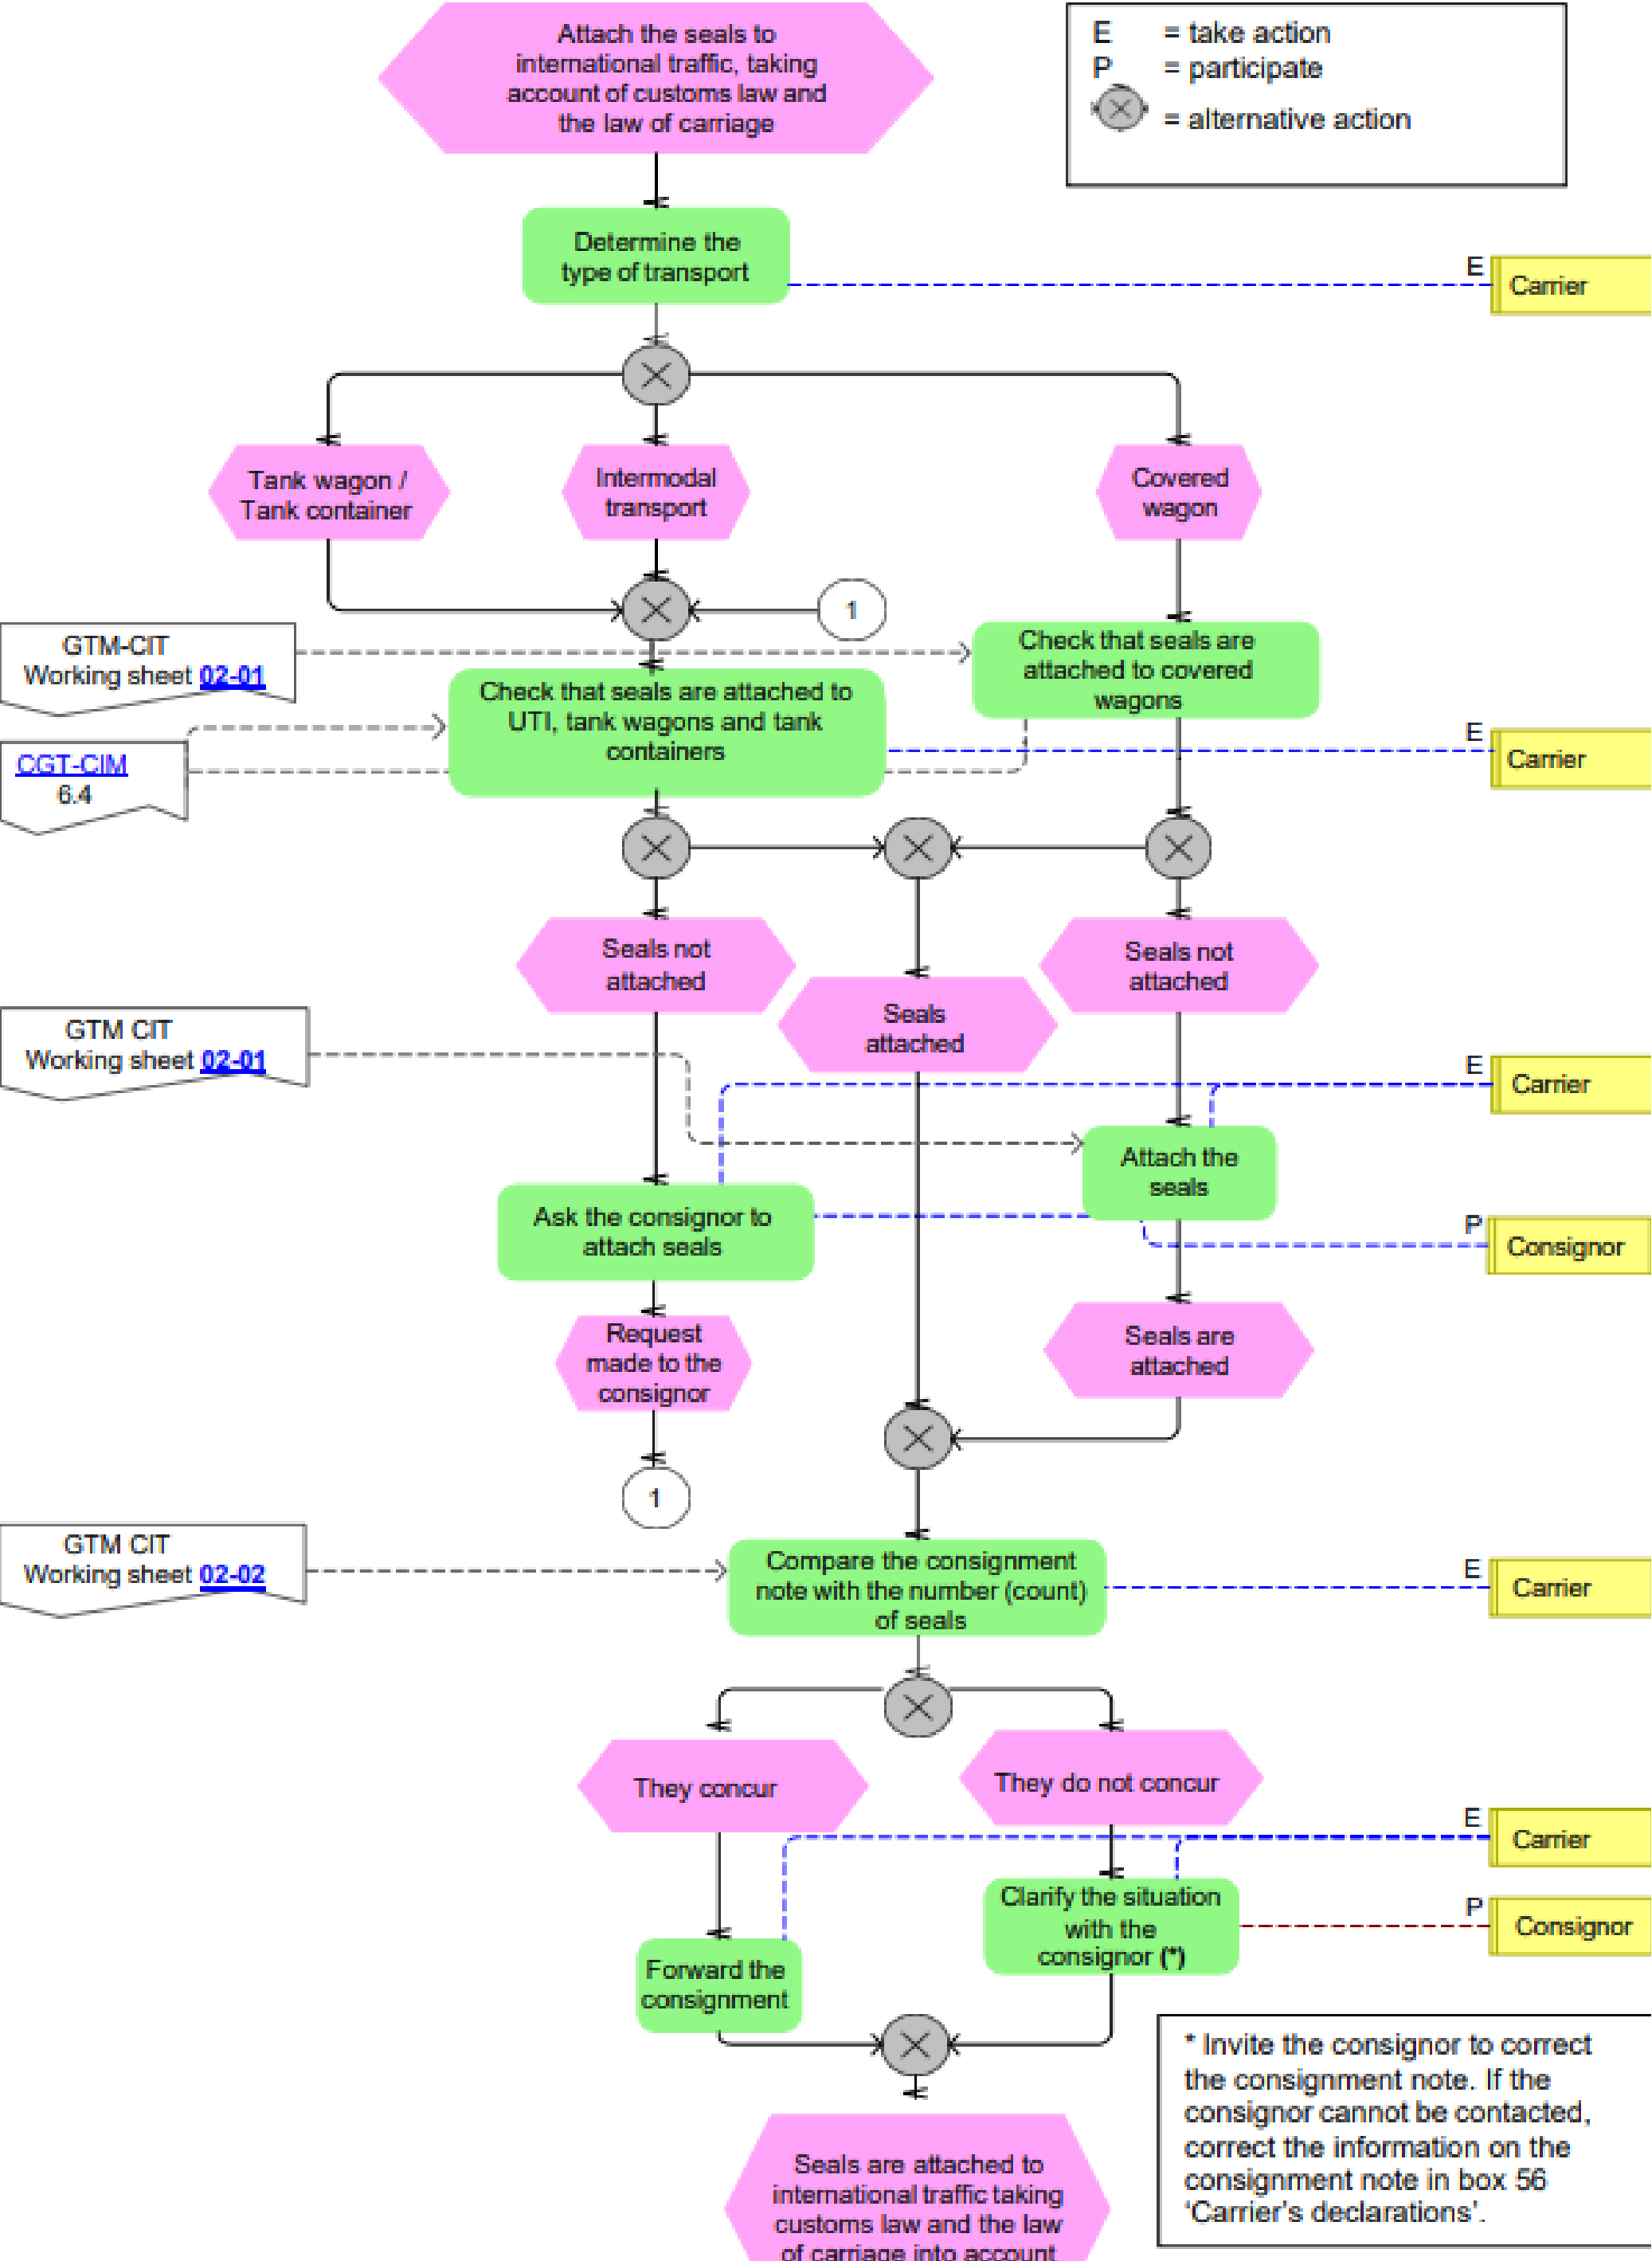 Attach the seals to
international traffic, taking
account of customs law and
the law of carriage
E = take action
P = participate
= alternative action
Determine the
type of transport
E
Carrier
Tank wagon /
Tank container
Intermodal
transport
Covered
wagon
1
GTM-CIT
Working sheet 02-01
Check that seals are
attached to covered
wagons
Check that seals are attached to
UTI, tank wagons and tank
containers
CGT-CIM
6.4
E
Carrier
Seals not
attached
Seals
attached
Seals not
attached
GTM CIT
Working sheet 02-01
E
Carrier
Attach the
seals
Ask the consignor to
attach seals
P
Consignor
Request
made to the
consignor
Seals are
attached
1
GTM CIT
Working sheet 02-02
Compare the consignment
note with the number (count)
of seals
E
Carrier
They concur
They do not concur
E
Carrier
Clarify the situation
with the
consignor (*)
P
Consignor
Forward the
consignment
* Invite the consignor to correct
the consignment note. If the
consignor cannot be contacted,
correct the information on the
consignment note in box 56
‘Carrier’s declarations’.
Seals are attached to
international traffic taking
customs law and the law
of carriage into account